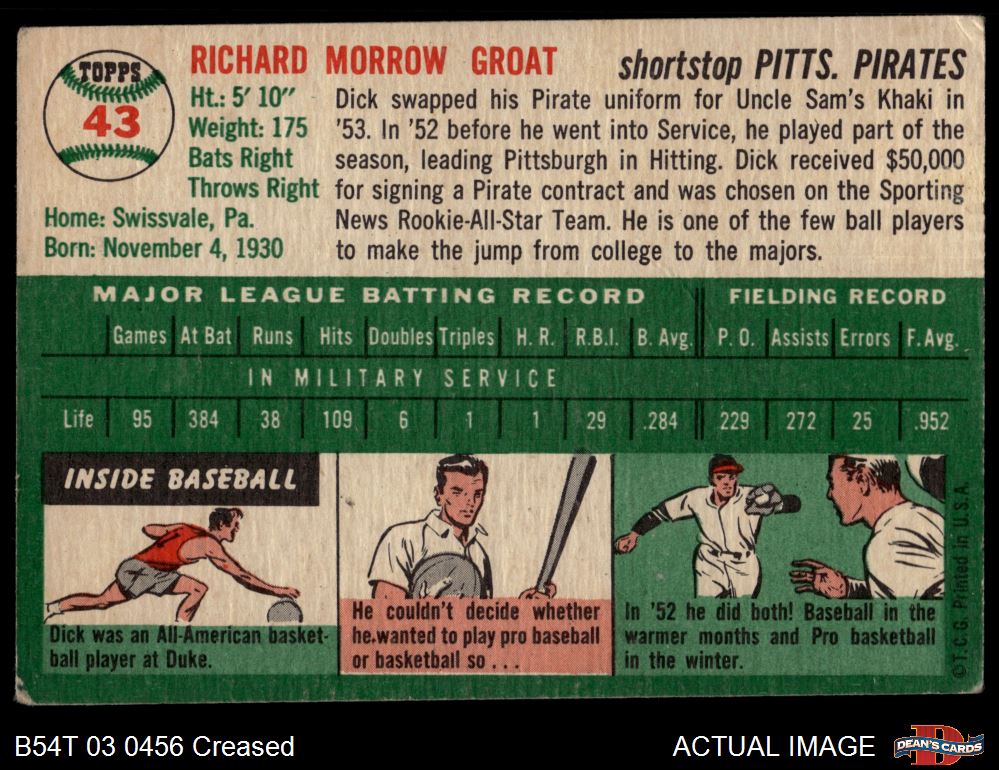 TOPPS
43
RICHARD MORROW GROAT
shortstop PITTS. PIRATES
Ht.: 5' 10"
Weight: 175
Bats Right
Throws Right
Home: Swissvale, Pa.
Born: November 4, 1930
Dick swapped his Pirate uniform for Uncle Sam's Khaki in
'53. In '52 before he went into Service, he played part of the
season, leading Pittsburgh in Hitting. Dick received $50,000
for signing a Pirate contract and was chosen on the Sporting
News Rookie-All-Star Team. He is one of the few ball players
to make the jump from college to the majors.
MAJOR LEAGUE BATTING RECORD FIELDING RECORD
Games At Bat Runs Hits Doubles Triples H. R. R.B.I. B. Avg. P. O. Assists Errors F. Avg.
IN MILITARY SERVICE
Life 95 384 38 109 6 1 1 29 .284 229 272 25 .952
INSIDE BASEBALL
Dick was an All-American basket-
ball player at Duke.
He couldn't decide whether
he wanted to play pro baseball
or basketball so . . .
In '52 he did both! Baseball in the
warmer months and Pro basketball
in the winter.
© T. C. G. Printed in U. S. A.
B54T 03 0456 Creased
ACTUAL IMAGE
D
DEAN'S CARDS